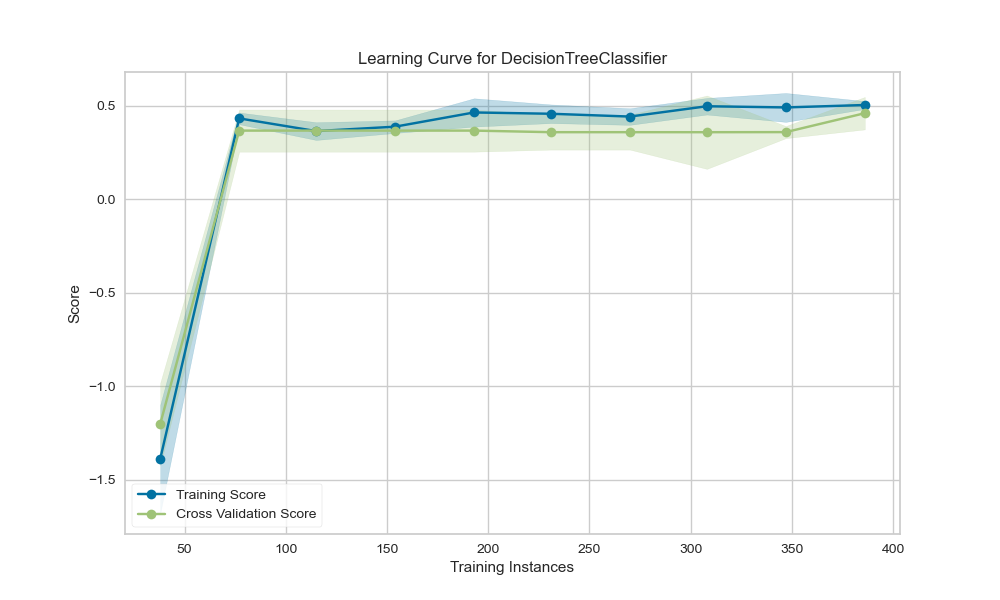 Learning Curve for DecisionTreeClassifier
0.5
0.0
−0.5
−1.0
−1.5
Score
Training Score
Cross Validation Score
50 100 150 200 250 300 350 400
Training Instances